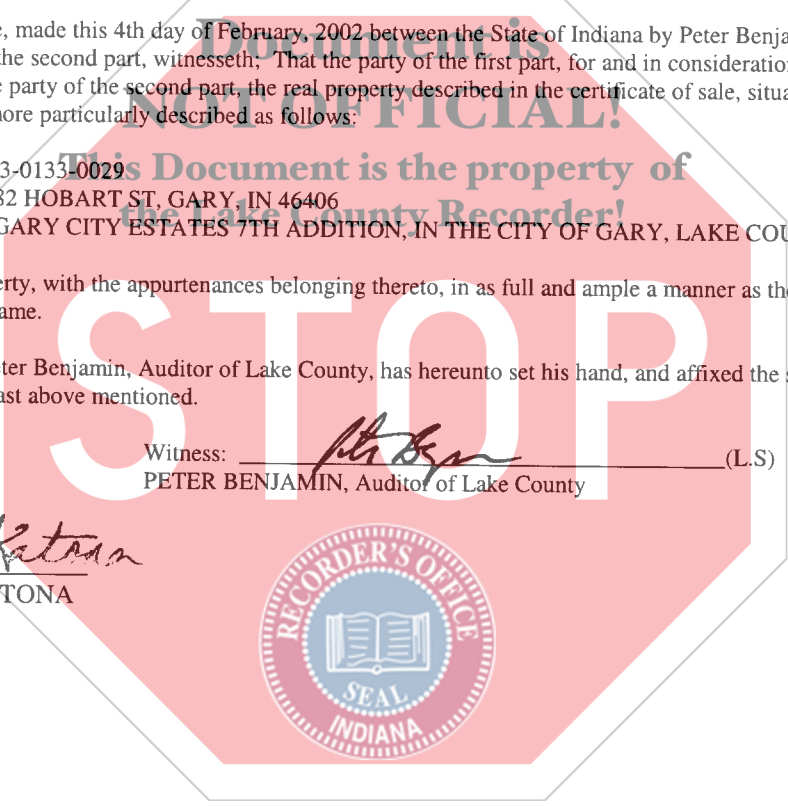 e, made this 4th day of February, 2002 between the State of Indiana by Peter Benja
the second part, witnesseth; That the party of the first part, for and in consideration
e party of the second part, the real property described in the certificate of sale, situa
nore particularly described as follows:
3-0133-0029
32 HOBART ST, GARY, IN 46406
GARY CITY ESTATES 7TH ADDITION, IN THE CITY OF GARY, LAKE COU
erty, with the appurtenances belonging thereto, in as full and ample a manner as the
ame.
eter Benjamin, Auditor of Lake County, has hereunto set his hand, and affixed the s
ast above mentioned.
Witness: (L.S)
PETER BENJAMIN, Auditor of Lake County
TONA
Document is
NOT OFFICIAL!
This Document is the property of
the Lake County Recorder!
STOP
RECORDER'S OFFICE
SEAL
INDIANA